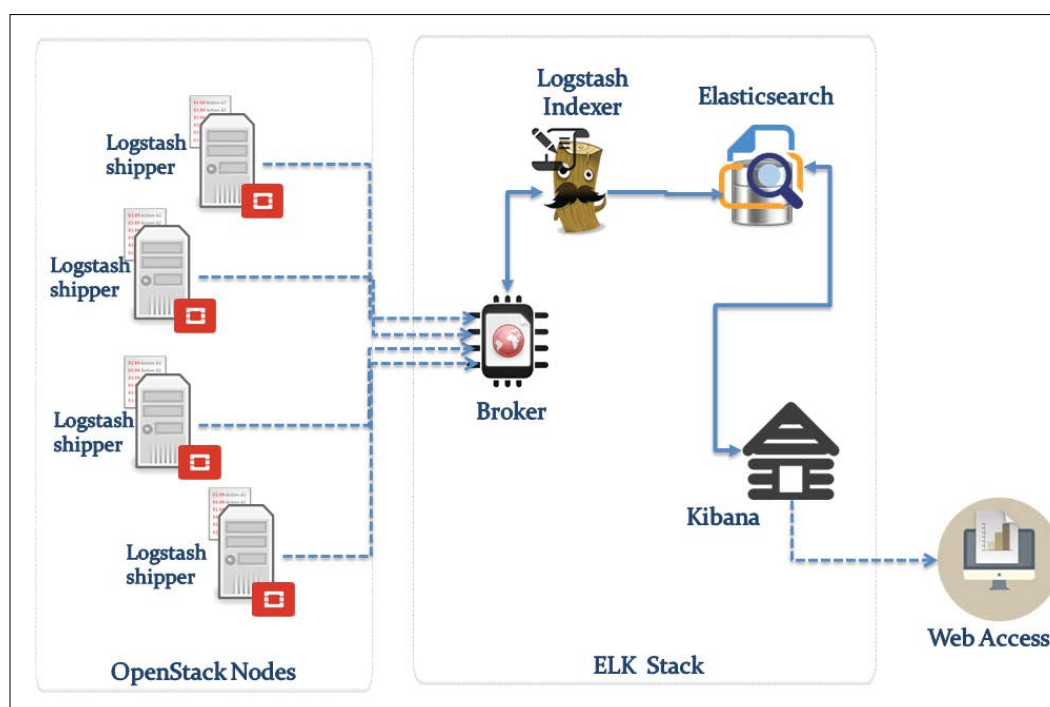 Logstash
shipper
Logstash
shipper
Logstash
shipper
Logstash
shipper
OpenStack Nodes
Logstash
Indexer
Elasticsearch
Broker
Kibana
ELK Stack
Web Access